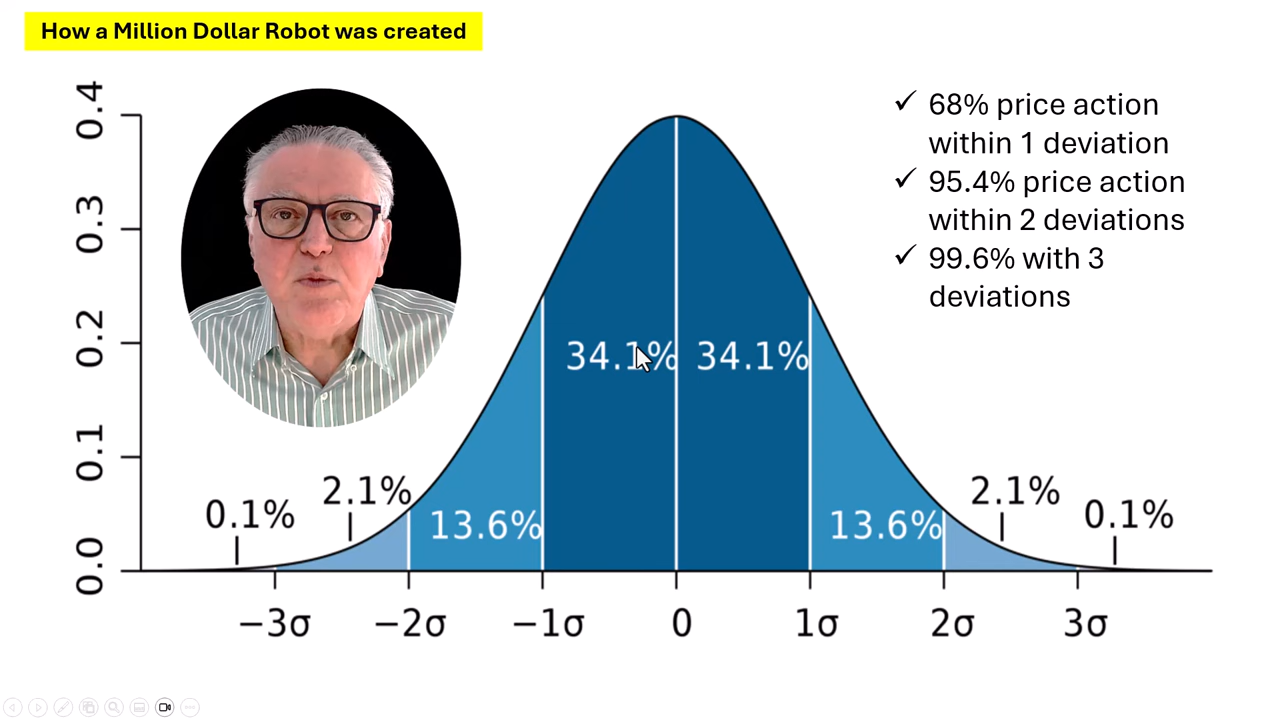 How a Million Dollar Robot was created
✓ 68% price action
within 1 deviation
✓ 95.4% price action
within 2 deviations
✓ 99.6% with 3
deviations
0.4
0.3
0.2
0.1
0.0
34.1% 34.1%
0.1% 2.1% 13.6% 13.6% 2.1% 0.1%
−3σ −2σ −1σ 0 1σ 2σ 3σ